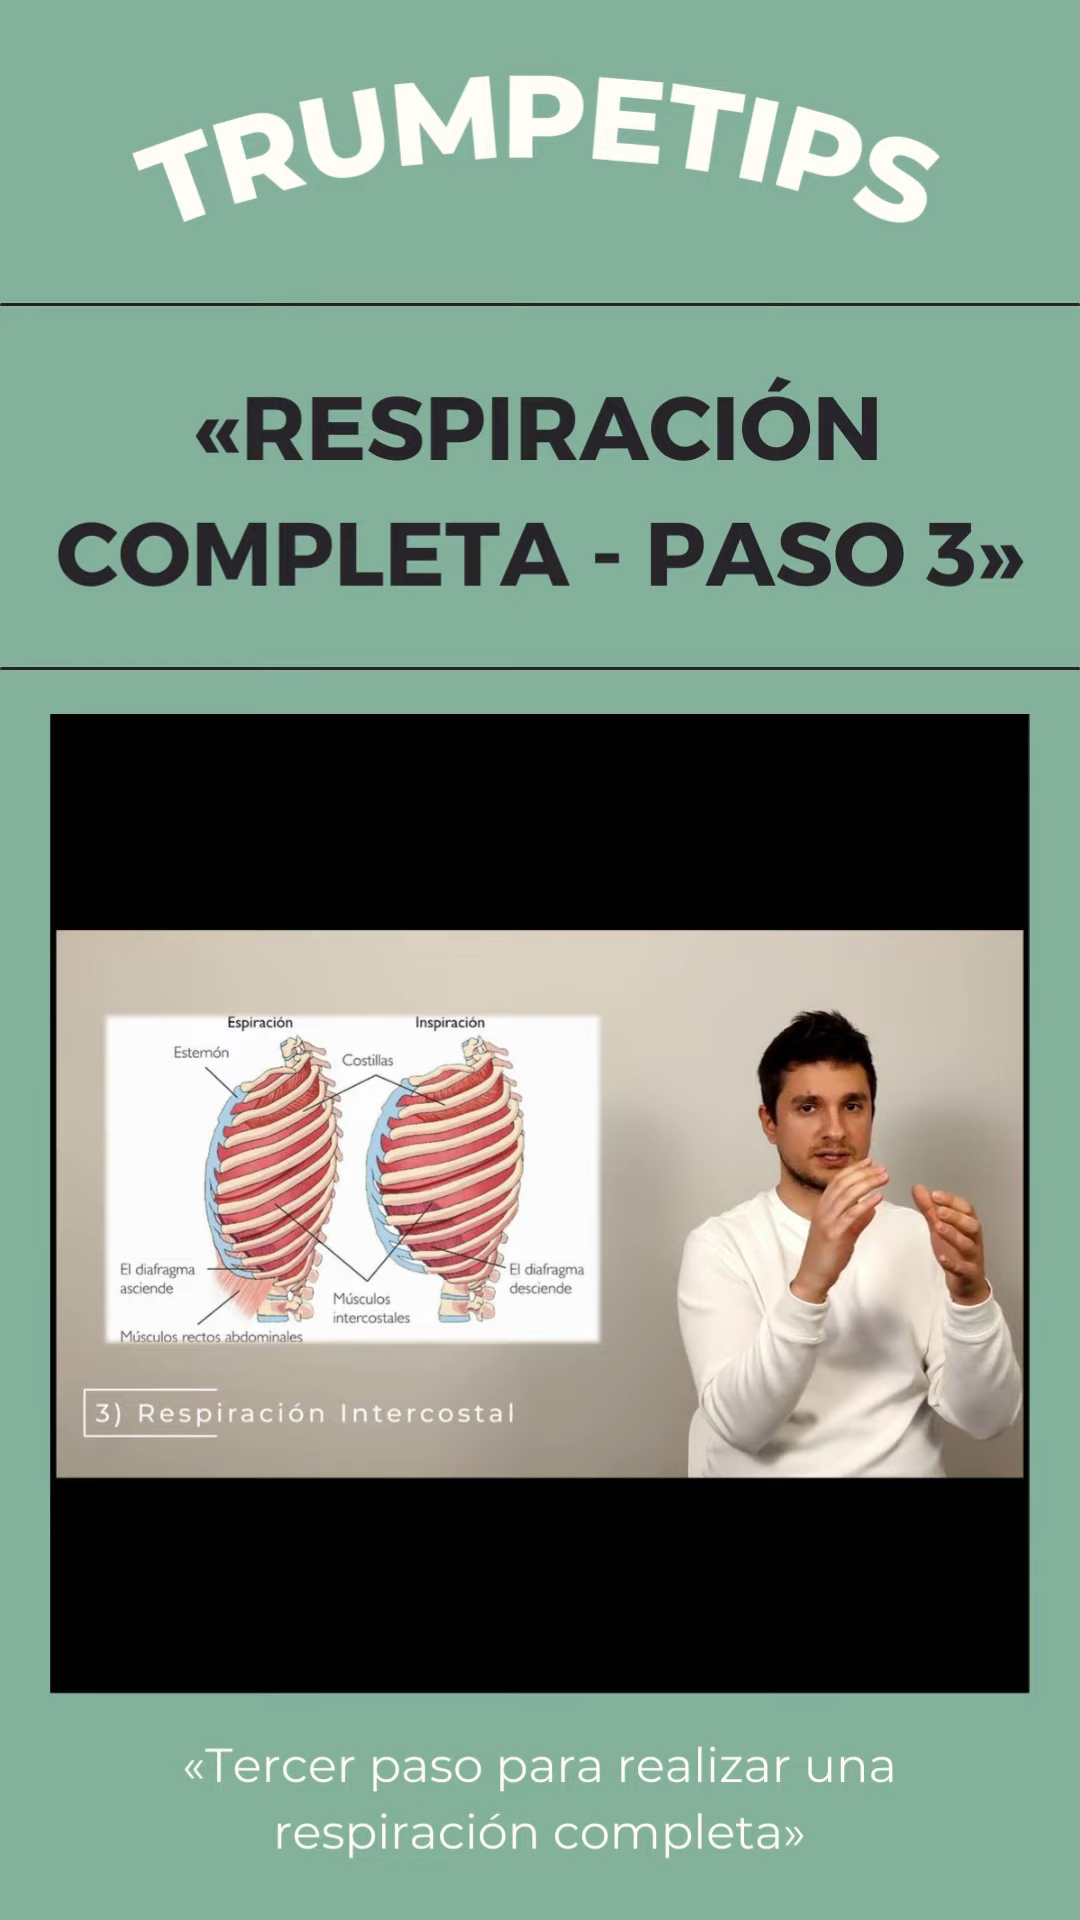 TRUMPETIPS
«RESPIRACIÓN
COMPLETA - PASO 3»
Espiración
Inspiración
Esternón
Costillas
El diafragma
asciende
El diafragma
desciende
Músculos
intercostales
Músculos rectos abdominales
3) Respiración Intercostal
«Tercer paso para realizar una
respiración completa»